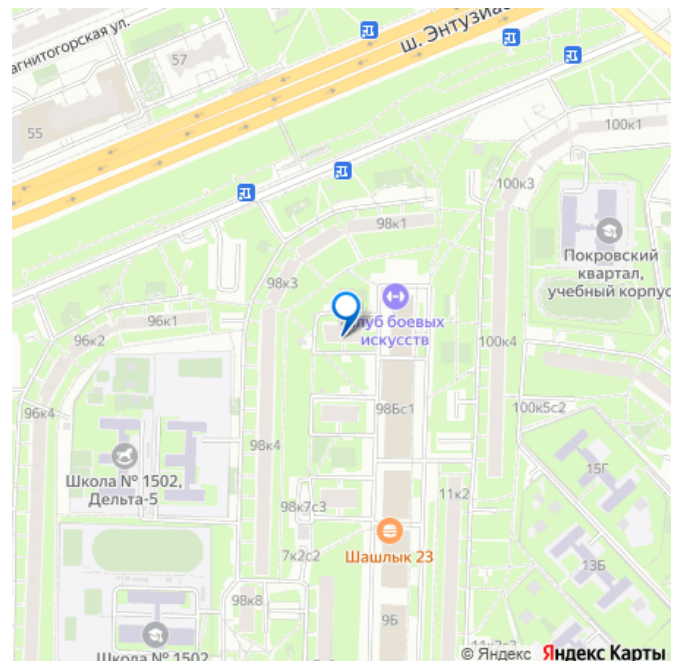 агнитогорская ул.
57
55
ш. Энтузиас
100к1
100к3
98к1
Покровский
квартал,
учебный корпус
98к3
луб боевых
искусств
96к1
96к2
100к4
96к4
98Бс1
100к5с2
98к4
Школа № 1502,
Дельта-5
15Г
98к7с3
11к2
7к2с2
Шашлык 23
13Б
98к8
9Б
Школа № 1502
11к2с2
© Яндекс Яндекс Карты